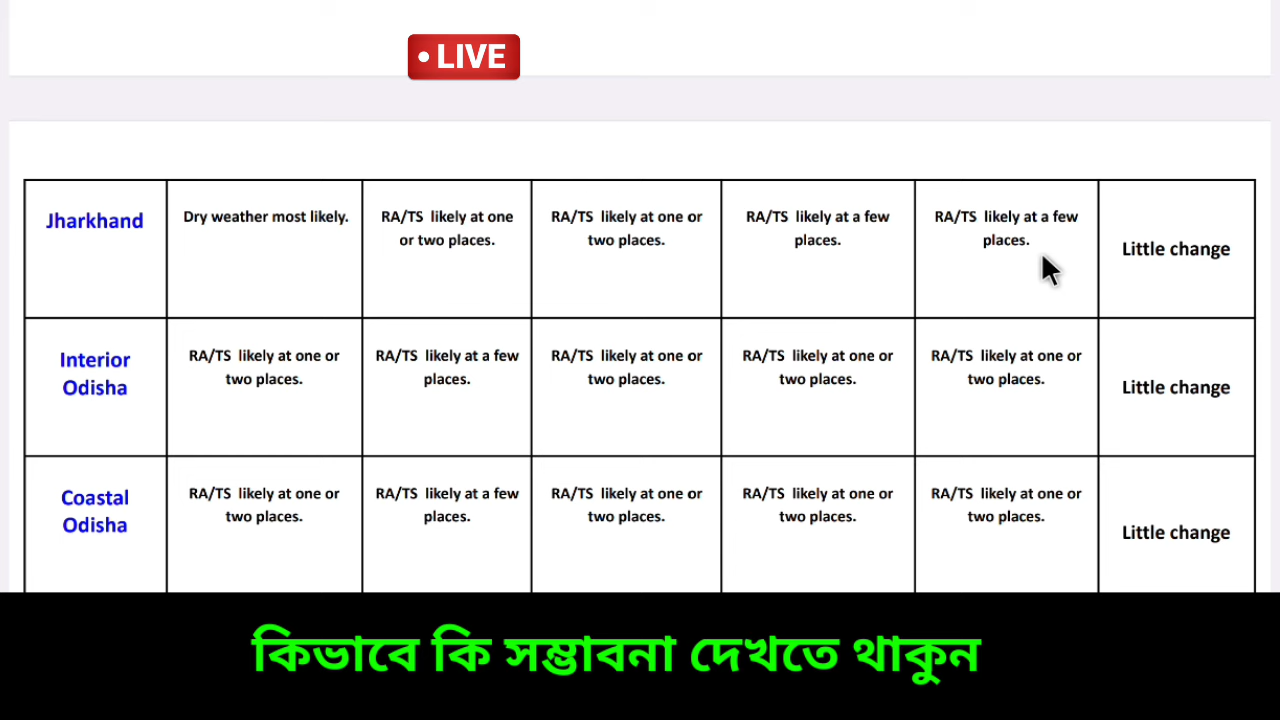 • LIVE
Jharkhand
Dry weather most likely.
RA/TS likely at one
or two places.
RA/TS likely at one or
two places.
RA/TS likely at a few
places.
RA/TS likely at a few
places.
Little change
Interior
Odisha
RA/TS likely at one or
two places.
RA/TS likely at a few
places.
RA/TS likely at one or
two places.
RA/TS likely at one or
two places.
RA/TS likely at one or
two places.
Little change
Coastal
Odisha
RA/TS likely at one or
two places.
RA/TS likely at a few
places.
RA/TS likely at one or
two places.
RA/TS likely at one or
two places.
RA/TS likely at one or
two places.
Little change
কিভাবে কি সম্ভাবনা দেখতে থাকুন